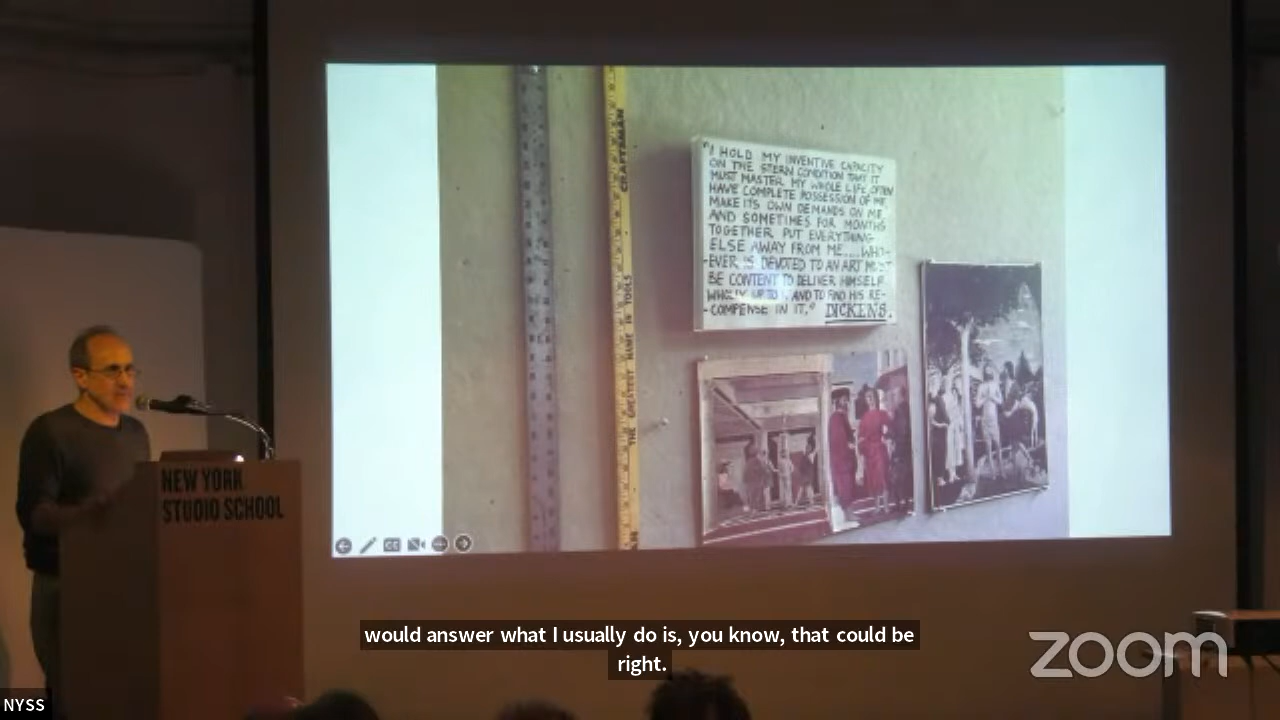 CRAFTSMAN
THE GREATEST NAME IN TOOLS
"I HOLD MY INVENTIVE CAPACITY
ON THE STERN CONDITION THAT IT
MUST MASTER MY WHOLE LIFE, OFTEN
HAVE COMPLETE POSSESSION OF ME,
MAKE ITS OWN DEMANDS ON ME,
AND SOMETIMES FOR MONTHS
TOGETHER PUT EVERYTHING
ELSE AWAY FROM ME.....WHO-
-EVER IS DEVOTED TO AN ART MUST
BE CONTENT TO DELIVER HIMSELF
WHOLLY UP TO IT, AND TO FIND HIS RE-
-COMPENSE IN IT." DICKENS.
NEW YORK
STUDIO SCHOOL
would answer what I usually do is, you know, that could be
right.
zoom
NYSS